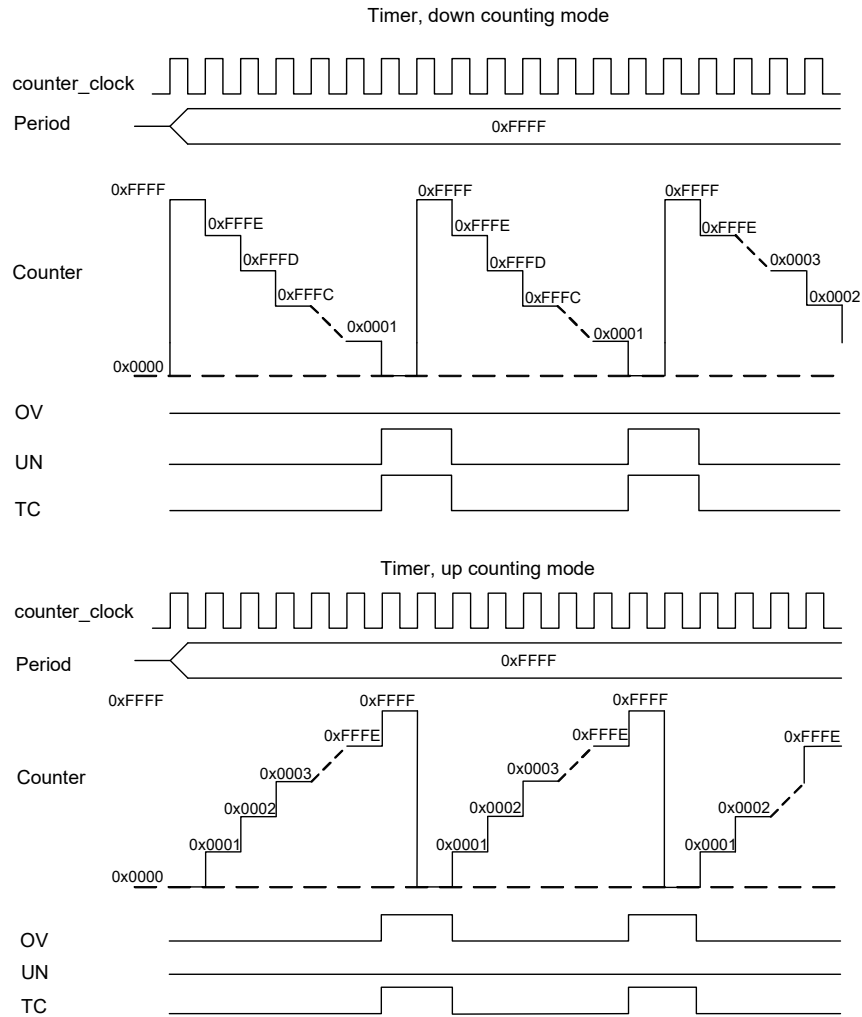 Timer, down counting mode
counter_clock
Period
0xFFFF
0xFFFF
0xFFFF
0xFFFF
0xFFFE
0xFFFE
0xFFFE
0xFFFD
0xFFFD
0x0003
Counter
0xFFFC
0xFFFC
0x0002
0x0001
0x0001
0x0000
OV
UN
TC
Timer, up counting mode
counter_clock
Period
0xFFFF
0xFFFF
0xFFFF
0xFFFF
0xFFFE
0xFFFE
0xFFFE
Counter
0x0003
0x0003
0x0002
0x0002
0x0002
0x0001
0x0001
0x0001
0x0000
OV
UN
TC